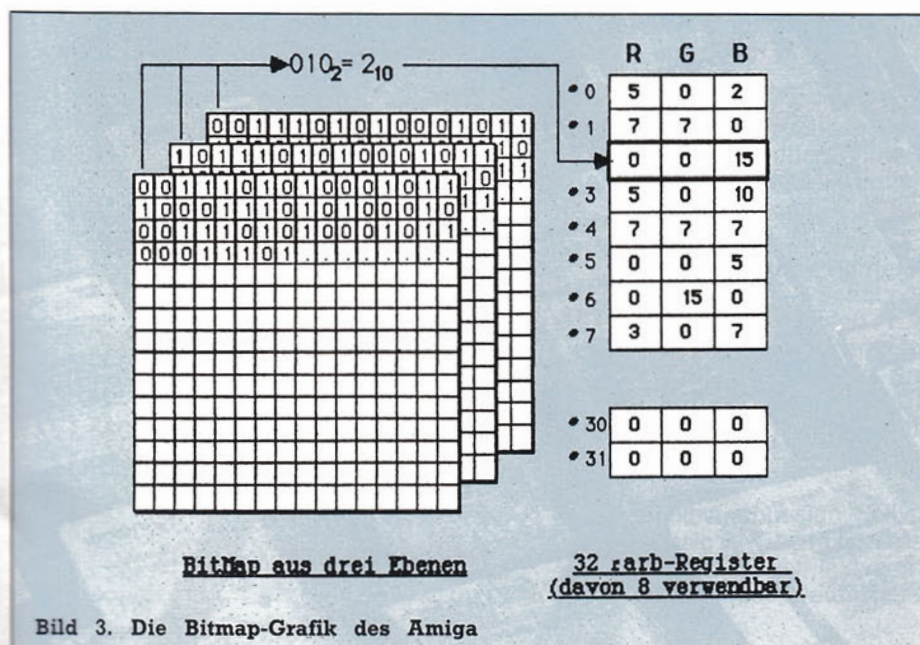 010₂= 2₁₀
R G B
•0 5 0 2
•1 7 7 0
0 0 15
•3 5 0 10
•4 7 7 7
•5 0 0 5
•6 0 15 0
•7 3 0 7
•30 0 0 0
•31 0 0 0
0 0 1 1 1 0 1 0 1 0 0 0 1 0 1 1
1 0 1 1 1 0 1 0 1 0 0 0 1 0 1 1
0 0 1 1 1 0 1 0 1 0 0 0 1 0 1 1
1 0 0 0 1 1 0 1 0 1 0 1 0 0 1 0
0 0 1 1 1 0 1 0 1 0 0 0 1 0 1 1
0 0 0 1 1 1 0 1 . . . . . . . .
BitMap aus drei Ebenen
32 Farb-Register
(davon 8 verwendbar)
Bild 3. Die Bitmap-Grafik des Amiga